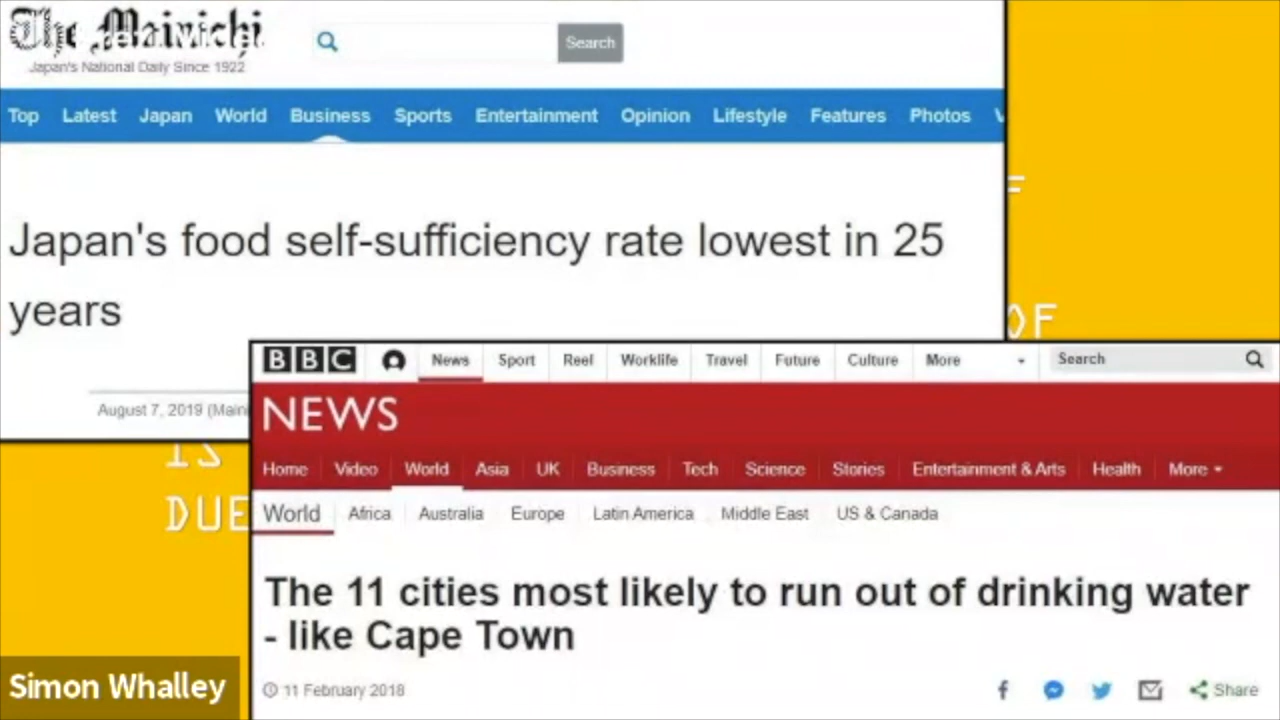 The Mainichi
Search
Japan's National Daily Since 1922
Top Latest Japan World Business Sports Entertainment Opinion Lifestyle Features Photos V
Japan's food self-sufficiency rate lowest in 25
years
OF
August 7, 2019 (Maini
IS
DUE
BBC News Sport Reel Worklife Travel Future Culture More Search
NEWS
Home Video World Asia UK Business Tech Science Stories Entertainment & Arts Health More
World Africa Australia Europe Latin America Middle East US & Canada
The 11 cities most likely to run out of drinking water
- like Cape Town
11 February 2018 Share
Simon Whalley